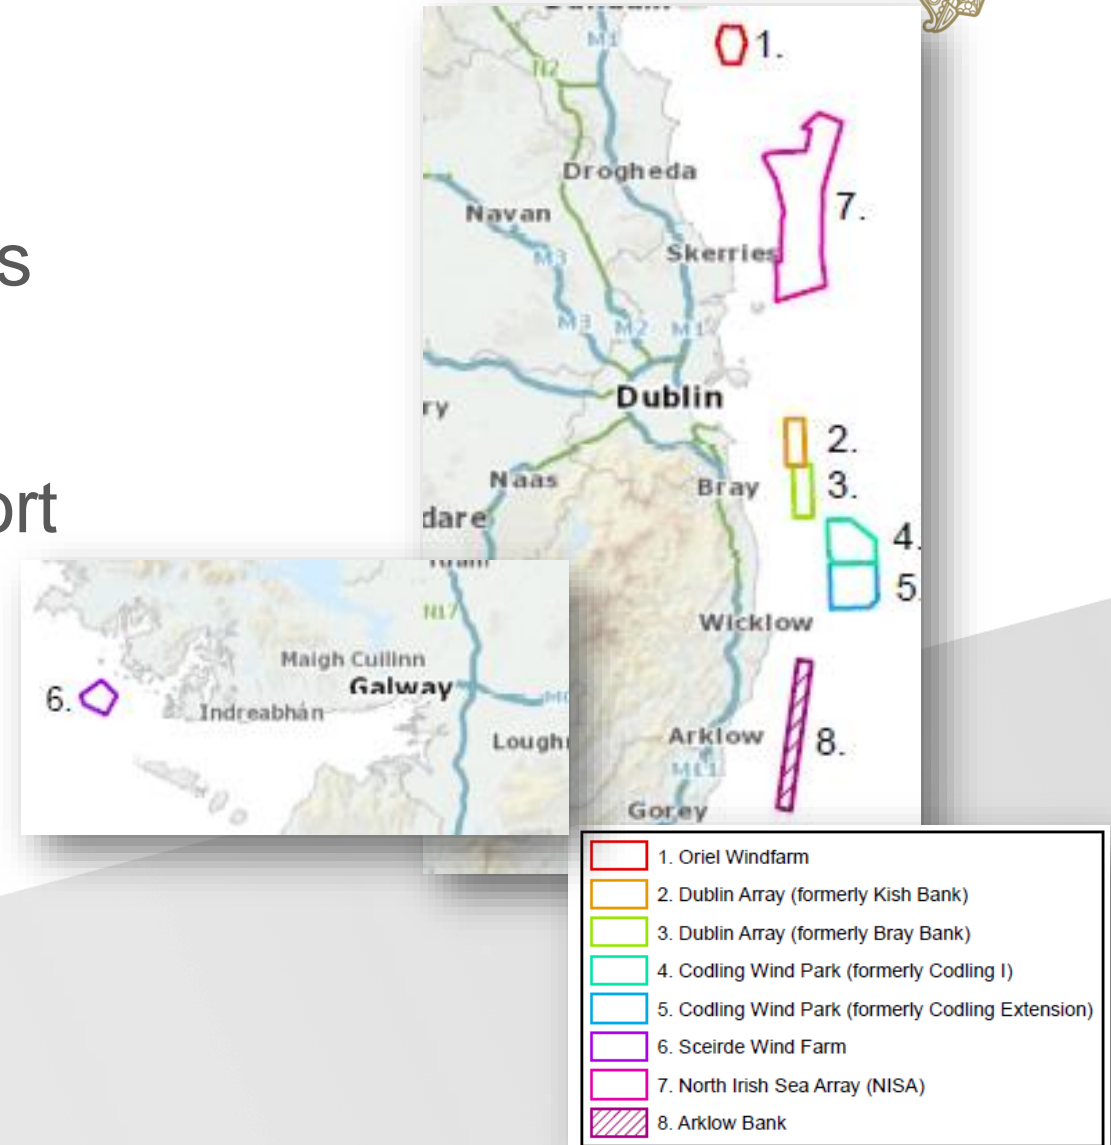 M1
1.
N2
Drogheda
7.
Navan
s
Skerries
M3
M3 M2 M1
Dublin
ry
2.
Naas
Bray
3.
ort
dare
4.
5.
N17
Wicklow
Maigh Cuilinn
6.
Galway
Indreabhán
Arklow
8.
Lough
M11
Gorey
1. Oriel Windfarm
2. Dublin Array (formerly Kish Bank)
3. Dublin Array (formerly Bray Bank)
4. Codling Wind Park (formerly Codling I)
5. Codling Wind Park (formerly Codling Extension)
6. Sceirde Wind Farm
7. North Irish Sea Array (NISA)
8. Arklow Bank